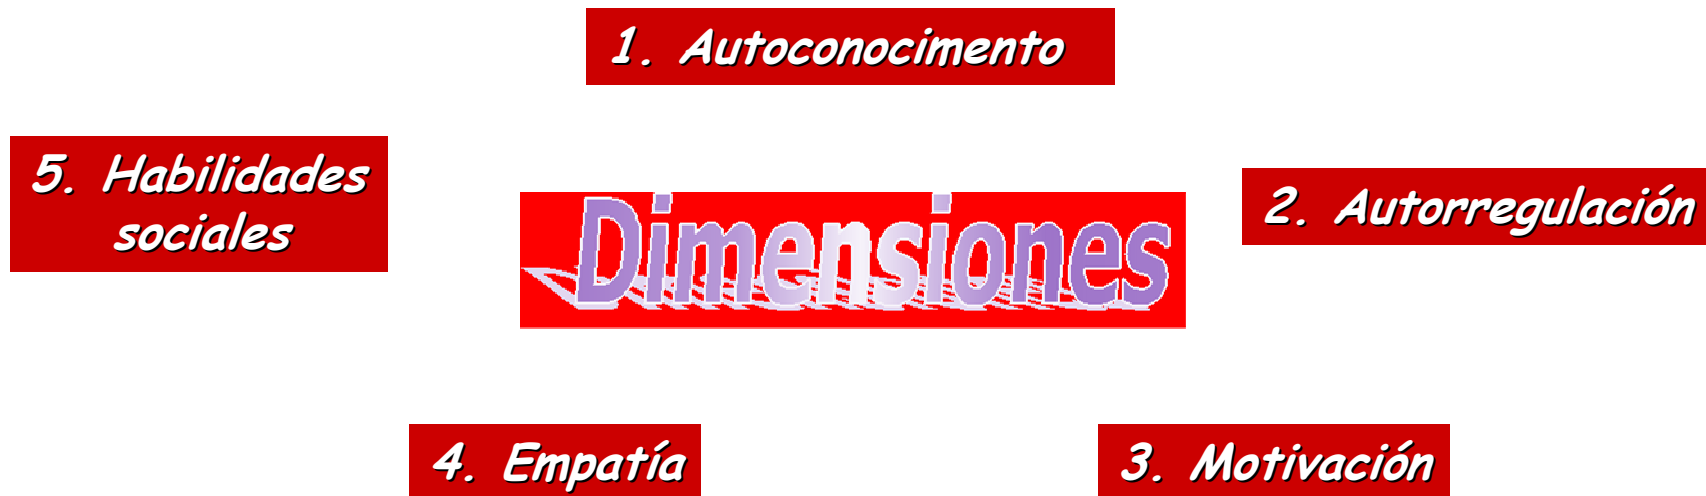 1. Autoconocimento
5. Habilidades
sociales
Dimensiones
2. Autorregulación
4. Empatía
3. Motivación